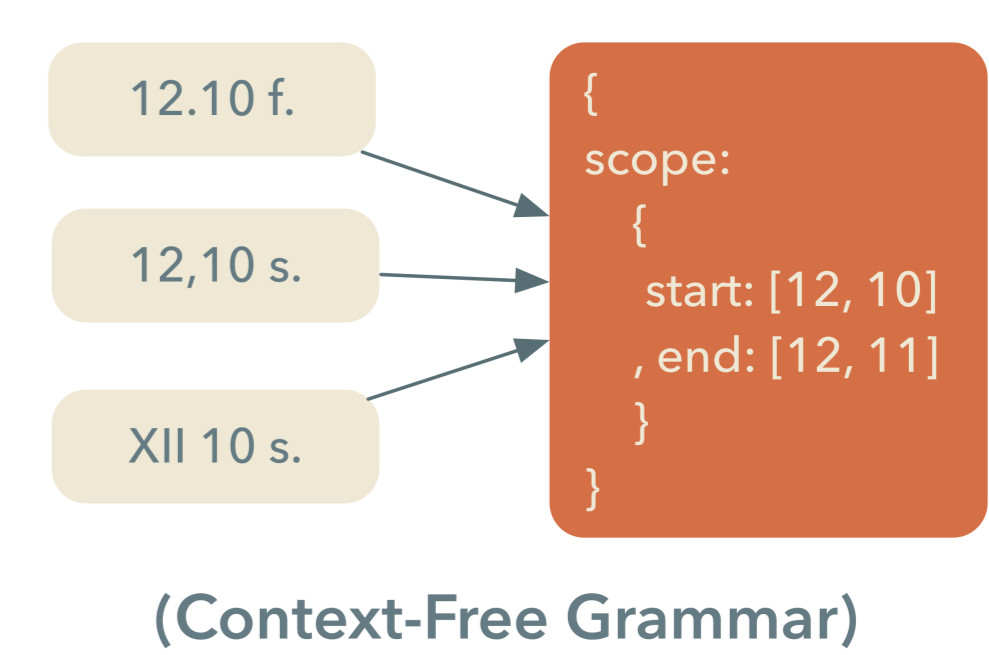 12.10 f.
12,10 s.
XII 10 s.
{
scope:
{
start: [12, 10]
, end: [12, 11]
}
}
(Context-Free Grammar)